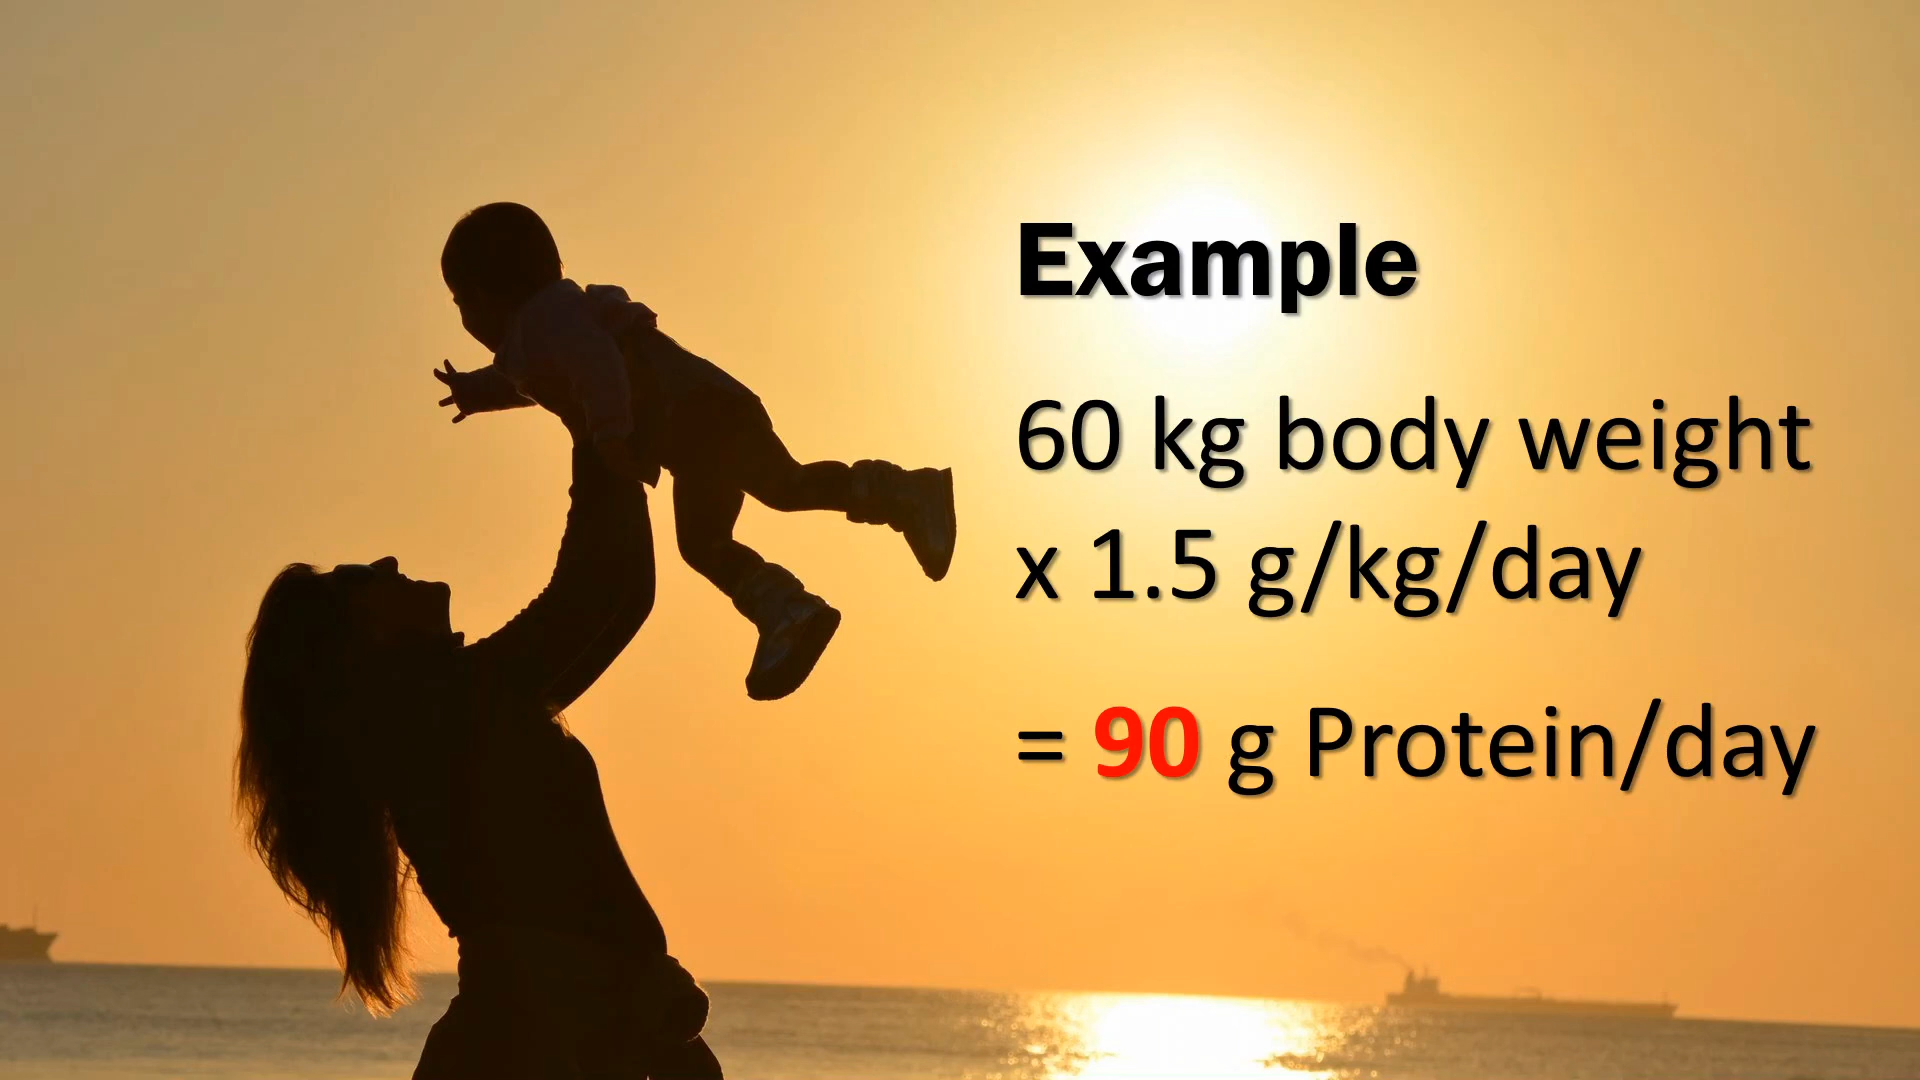 Example
60 kg body weight
x 1.5 g/kg/day
= 90 g Protein/day